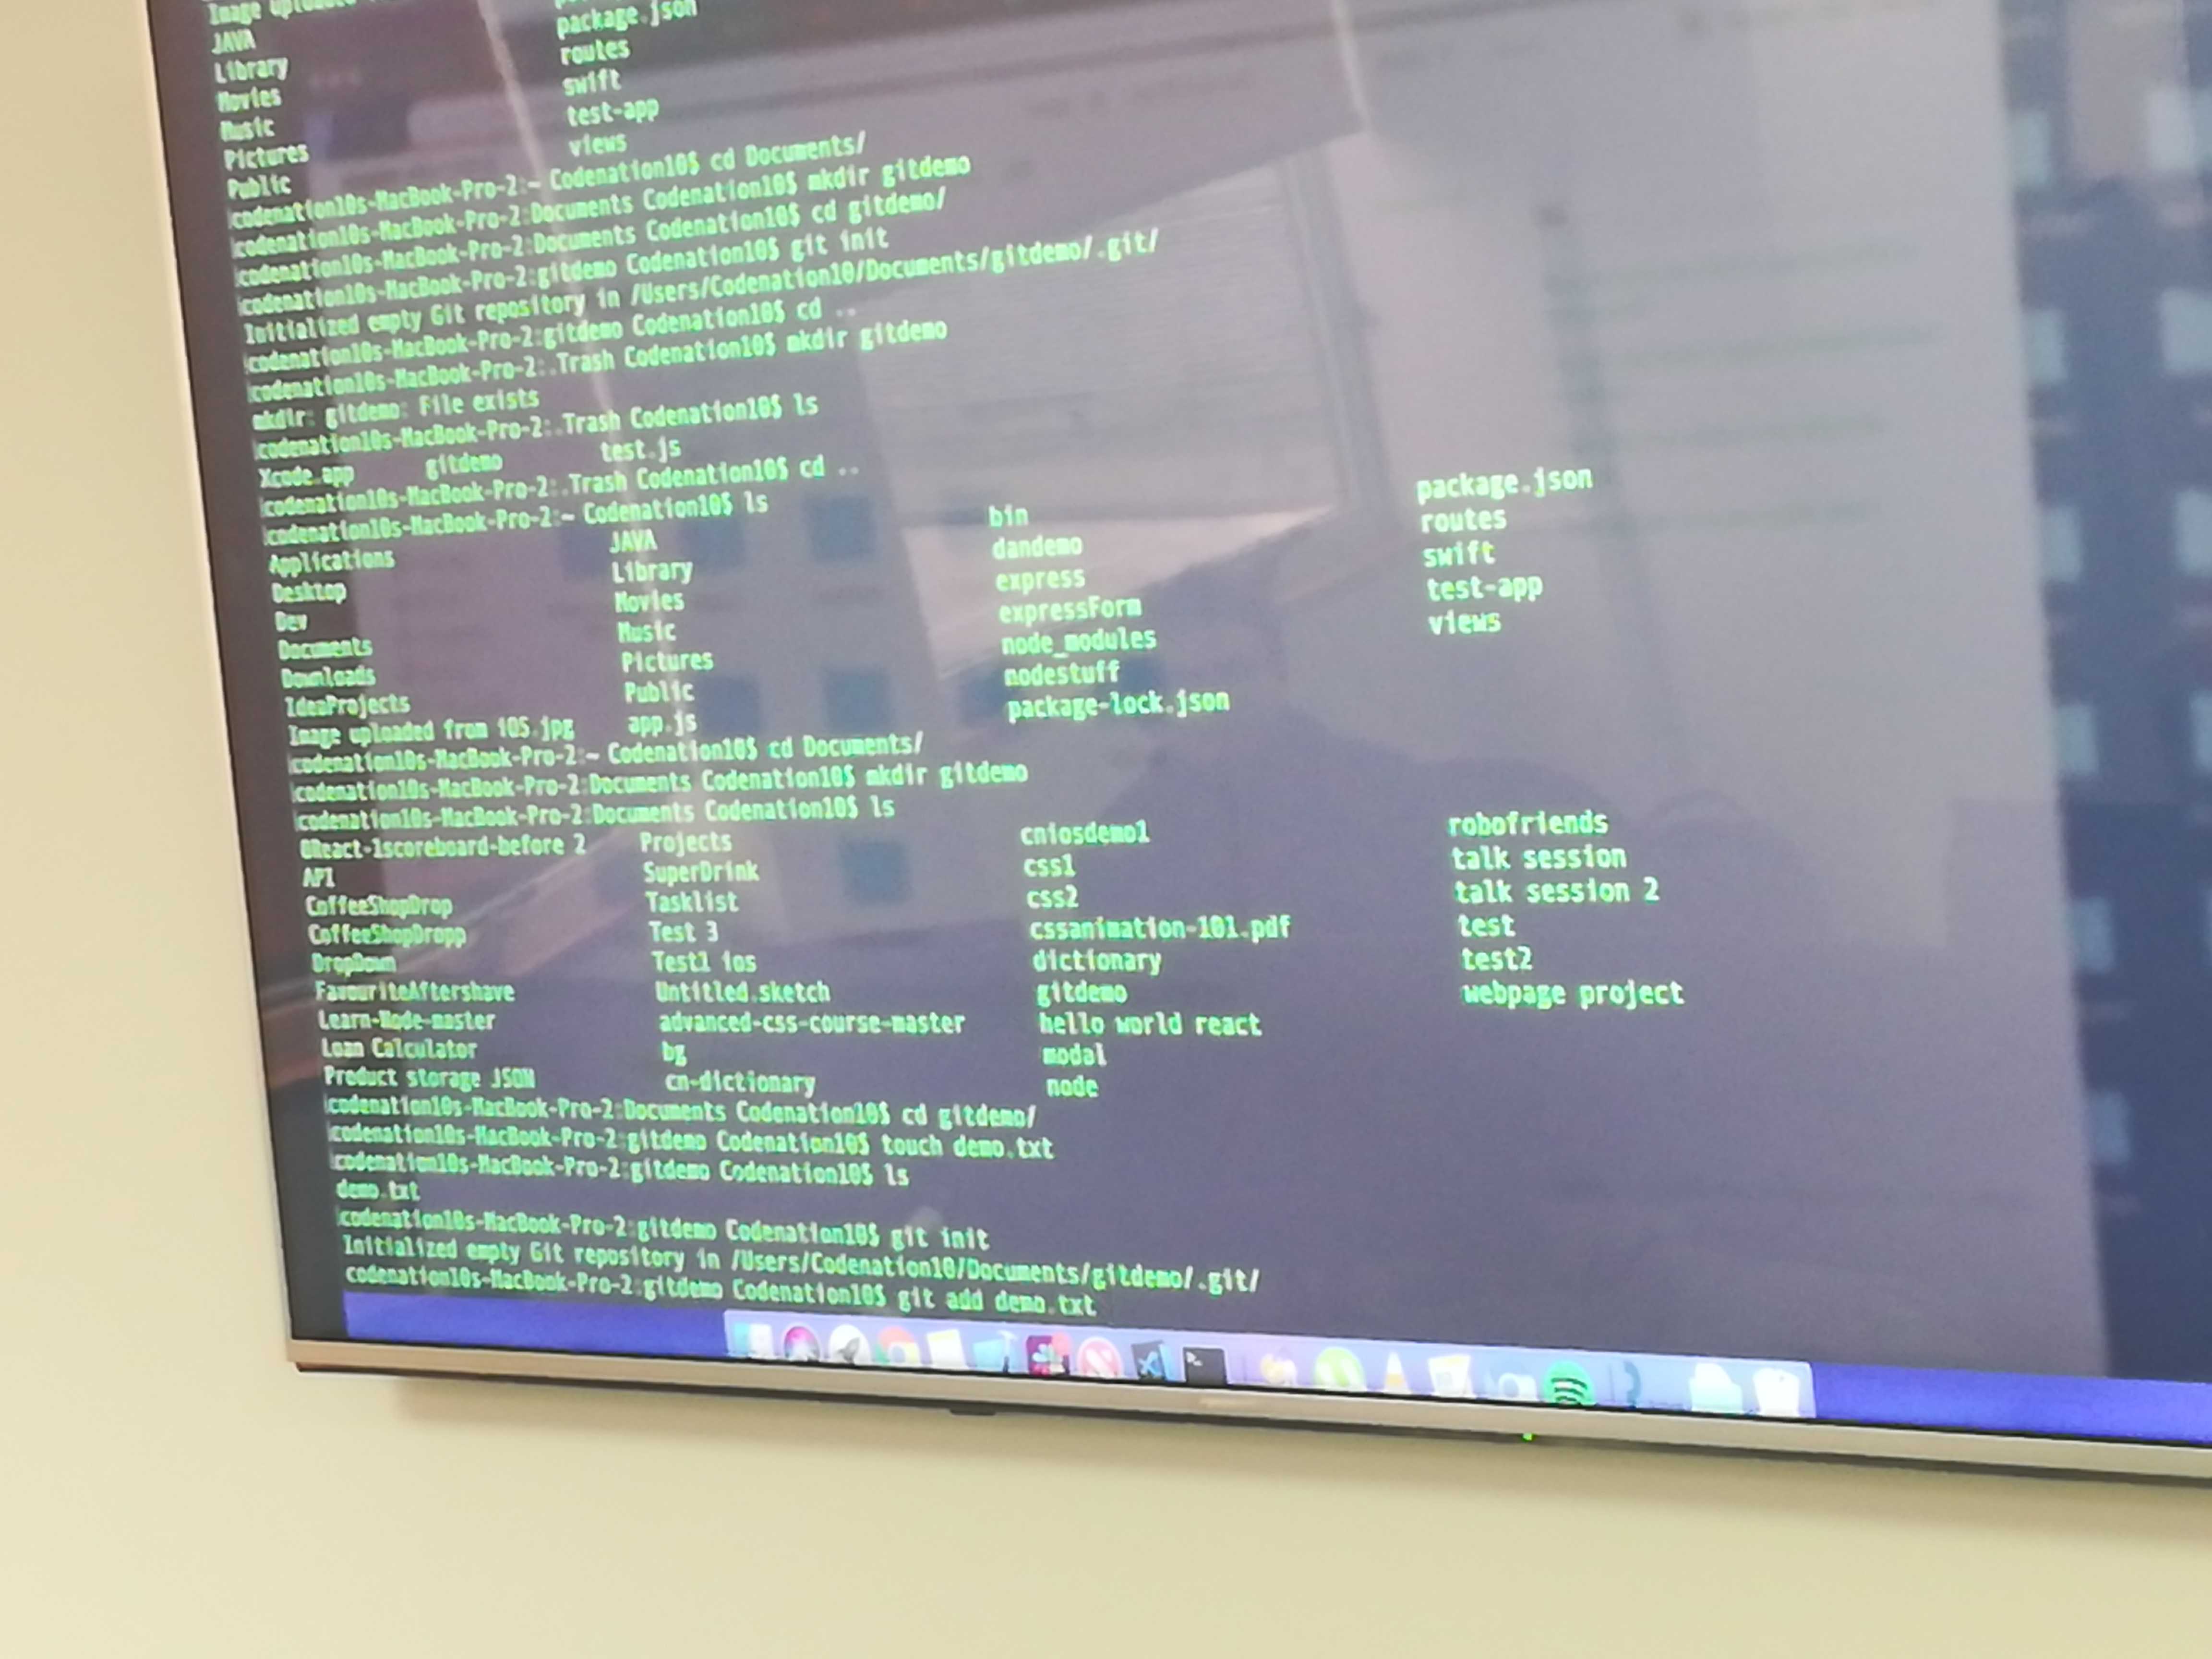 Image uploaded
package.json
JAVA routes
Library swift
Movies test-app
Music views
Pictures
Public
codenation10s-MacBook-Pro-2:~ Codenation10$ cd Documents/
codenation10s-MacBook-Pro-2:Documents Codenation10$ mkdir gitdemo
codenation10s-MacBook-Pro-2:Documents Codenation10$ cd gitdemo/
codenation10s-MacBook-Pro-2:gitdemo Codenation10$ git init
Initialized empty Git repository in /Users/Codenation10/Documents/gitdemo/.git/
codenation10s-MacBook-Pro-2:gitdemo Codenation10$ cd ..
codenation10s-MacBook-Pro-2:.Trash Codenation10$ mkdir gitdemo
mkdir: gitdemo: File exists
codenation10s-MacBook-Pro-2:.Trash Codenation10$ ls
Xcode.app gitdemo test.js
codenation10s-MacBook-Pro-2:.Trash Codenation10$ cd ..
codenation10s-MacBook-Pro-2:~ Codenation10$ ls
Applications JAVA bin package.json
Desktop Library dandemo routes
Dev Movies express swift
Documents Music expressForm test-app
Downloads Pictures node_modules views
IdeaProjects Public nodestuff
Image uploaded from iOS.jpg app.js package-lock.json
codenation10s-MacBook-Pro-2:~ Codenation10$ cd Documents/
codenation10s-MacBook-Pro-2:Documents Codenation10$ mkdir gitdemo
codenation10s-MacBook-Pro-2:Documents Codenation10$ ls
0React-1scoreboard-before 2 Projects cniosdemo1 robofriends
API SuperDrink css1 talk session
CoffeeShopDrop Tasklist css2 talk session 2
CoffeeShopDropp Test 3 cssanimation-101.pdf test
DropDown Test1 ios dictionary test2
FavouriteAftershave Untitled.sketch gitdemo webpage project
Learn-Node-master advanced-css-course-master hello world react
Loan Calculator bg modal
Product storage JSON cn-dictionary node
codenation10s-MacBook-Pro-2:Documents Codenation10$ cd gitdemo/
codenation10s-MacBook-Pro-2:gitdemo Codenation10$ touch demo.txt
codenation10s-MacBook-Pro-2:gitdemo Codenation10$ ls
demo.txt
codenation10s-MacBook-Pro-2:gitdemo Codenation10$ git init
Initialized empty Git repository in /Users/Codenation10/Documents/gitdemo/.git/
codenation10s-MacBook-Pro-2:gitdemo Codenation10$ git add demo.txt